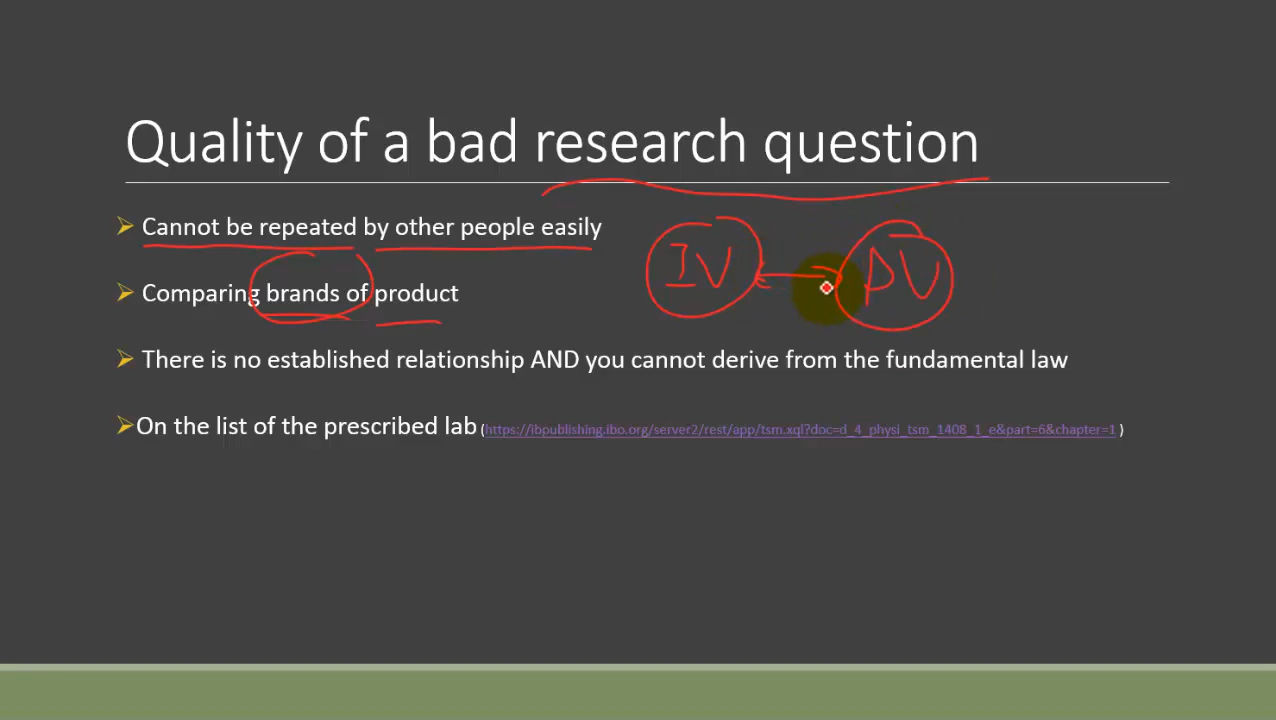 Quality of a bad research question
Cannot be repeated by other people easily
IV DV
Comparing brands of product
There is no established relationship AND you cannot derive from the fundamental law
On the list of the prescribed lab (https://ibpublishing.ibo.org/server2/rest/app/tsm.xql?doc=d_4_physi_tsm_1408_1_e&part=6&chapter=1 )